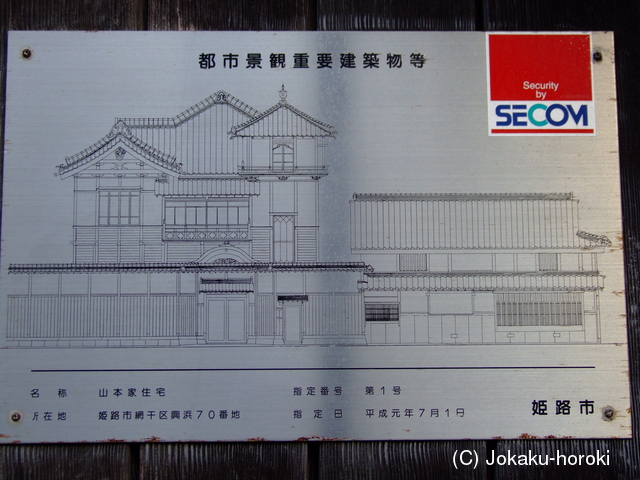 都市景観重要建築物等
Security
by
SECOM
名 称 山本家住宅 指定番号 第1号
所在地 姫路市網干区興浜70番地 指 定 日 平成元年7月1日
姫路市
(C) Jokaku-horoki